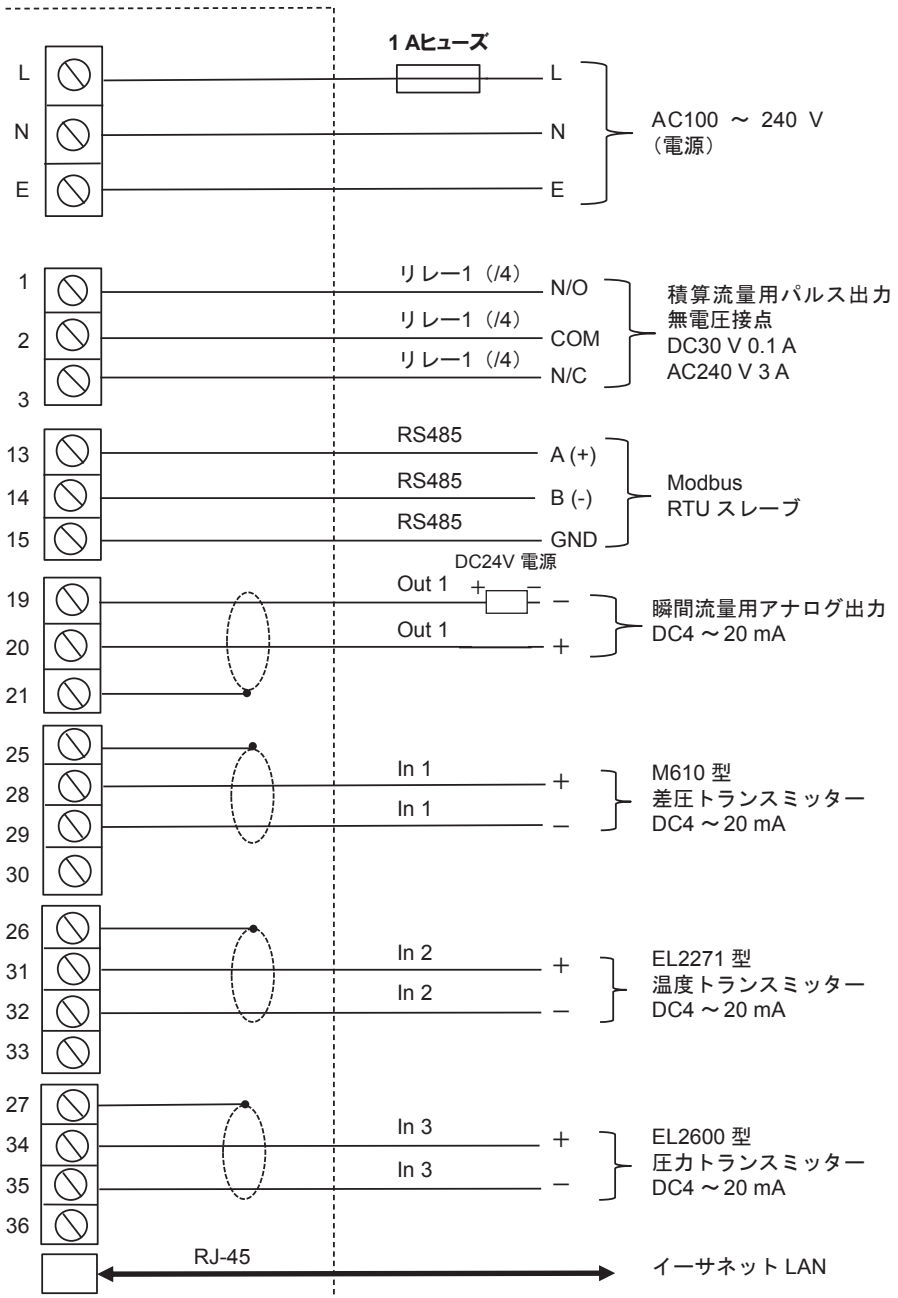 1 Aヒューズ
L
L
N
N
E
E
AC100 ～ 240 V
（電源）
1
リレー1（/4）
N/O
2
リレー1（/4）
COM
3
リレー1（/4）
N/C
積算流量用パルス出力
無電圧接点
DC30 V 0.1 A
AC240 V 3 A
13
RS485
A (+)
14
RS485
B (-)
15
RS485
GND
Modbus
RTU スレーブ
DC24V 電源
19
Out 1
＋
−
−
20
Out 1
＋
21
瞬間流量用アナログ出力
DC4 ～ 20 mA
25
28
In 1
＋
29
In 1
−
30
M610 型
差圧トランスミッター
DC4 ～ 20 mA
26
31
In 2
＋
32
In 2
−
33
EL2271 型
温度トランスミッター
DC4 ～ 20 mA
27
34
In 3
＋
35
In 3
−
36
EL2600 型
圧力トランスミッター
DC4 ～ 20 mA
RJ-45
イーサネット LAN